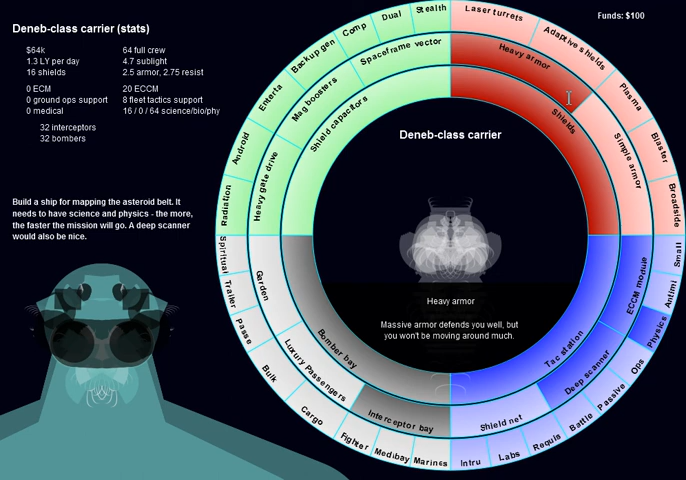 Deneb-class carrier (stats)
Funds: $100
$64k
1.3 LY per day
16 shields
64 full crew
4.7 sublight
2.5 armor, 2.75 resist
0 ECM
0 ground ops support
0 medical
20 ECCM
8 fleet tactics support
16 / 0 / 64 science/bio/phy
32 interceptors
32 bombers
Build a ship for mapping the asteroid belt. It
needs to have science and physics - the more,
the faster the mission will go. A deep scanner
would also be nice.
Laser turrets
Adaptive shields
Plasma
Blaster
Broadside
Small
Antimi
Physics
Ops
Passive
Battle
Requis
Labs
Intru
Marines
Medibay
Fighter
Cargo
Bulk
Passe
Trailer
Spiritual
Radiation
Android
Enterta
Backup gen
Comp
Dual
Stealth
Heavy armor
Simple armor
ECCM module
Deep scanner
Shield net
Interceptor bay
Luxury Passengers
Garden
Heavy gate drive
Mag boosters
Spaceframe vector
Shields
Tac station
Bomber bay
Shield capacitors
Deneb-class carrier
Heavy armor
Massive armor defends you well, but
you won't be moving around much.